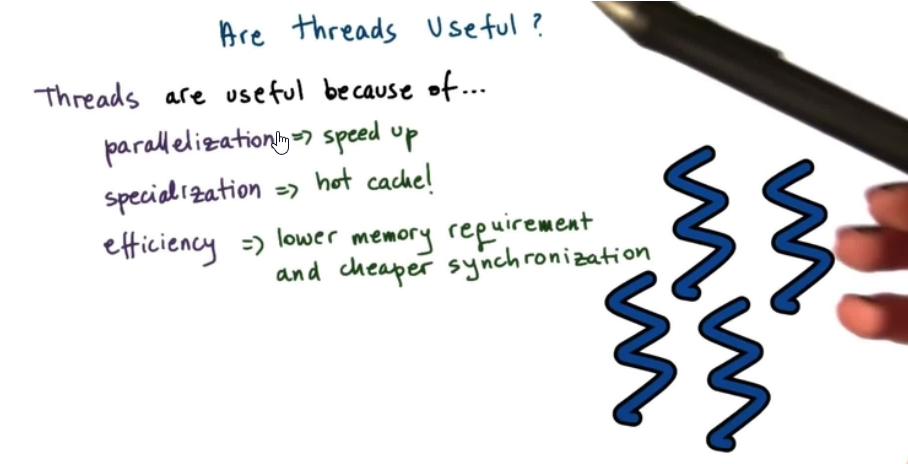 Are threads Useful?
Threads are useful because of...
parallelization => speed up
specialization => hot cache!
efficiency => lower memory requirement
and cheaper synchronization